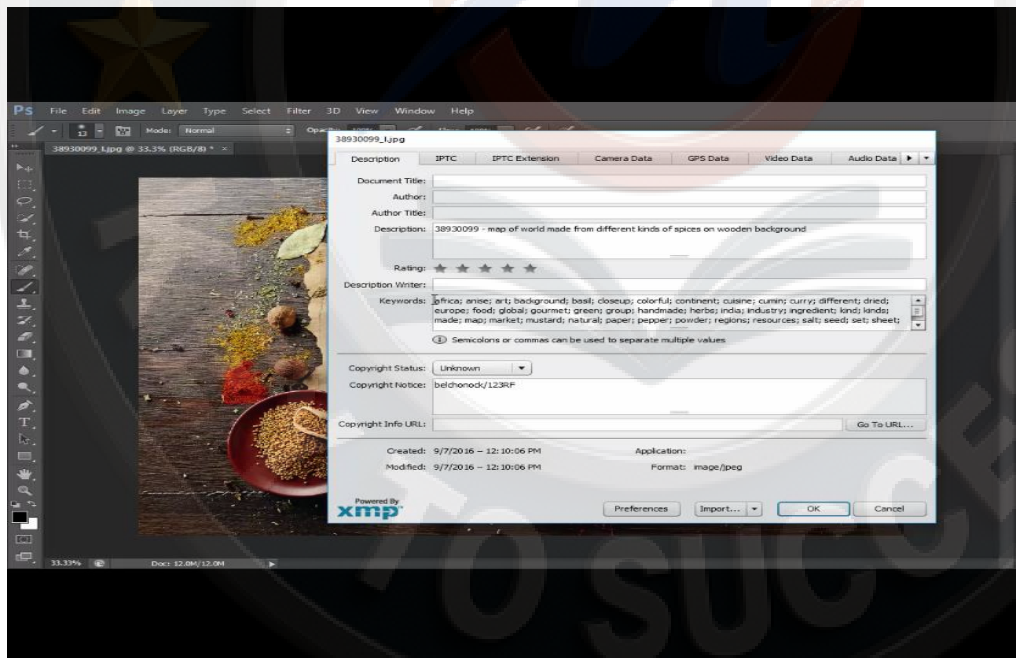 Ps File Edit Image Layer Type Select Filter 3D View Window Help
13 Mode: Normal
38930099_l.jpg @ 33.3% (RGB/8) * ×
38930099_l.jpg
Description IPTC IPTC Extension Camera Data GPS Data Video Data Audio Data
Document Title:
Author:
Author Title:
Description: 38930099 - map of world made from different kinds of spices on wooden background
Rating:
Description Writer:
Keywords: africa; anise; art; background; basil; closeup; colorful; continent; cuisine; cumin; curry; different; dried;
europe; food; global; gourmet; green; group; handmade; herbs; india; industry; ingredient; kind; kinds;
made; map; market; mustard; natural; paper; pepper; powder; regions; resources; salt; seed; set; sheet;
Semicolons or commas can be used to separate multiple values
Copyright Status: Unknown
Copyright Notice: belchonock/123RF
Copyright Info URL: Go To URL...
Created: 9/7/2016 – 12:10:06 PM Application:
Modified: 9/7/2016 – 12:10:06 PM Format: image/jpeg
Powered By
xmp Preferences Import... OK Cancel
33.33% Doc: 12.0M/12.0M
TO SUCCE